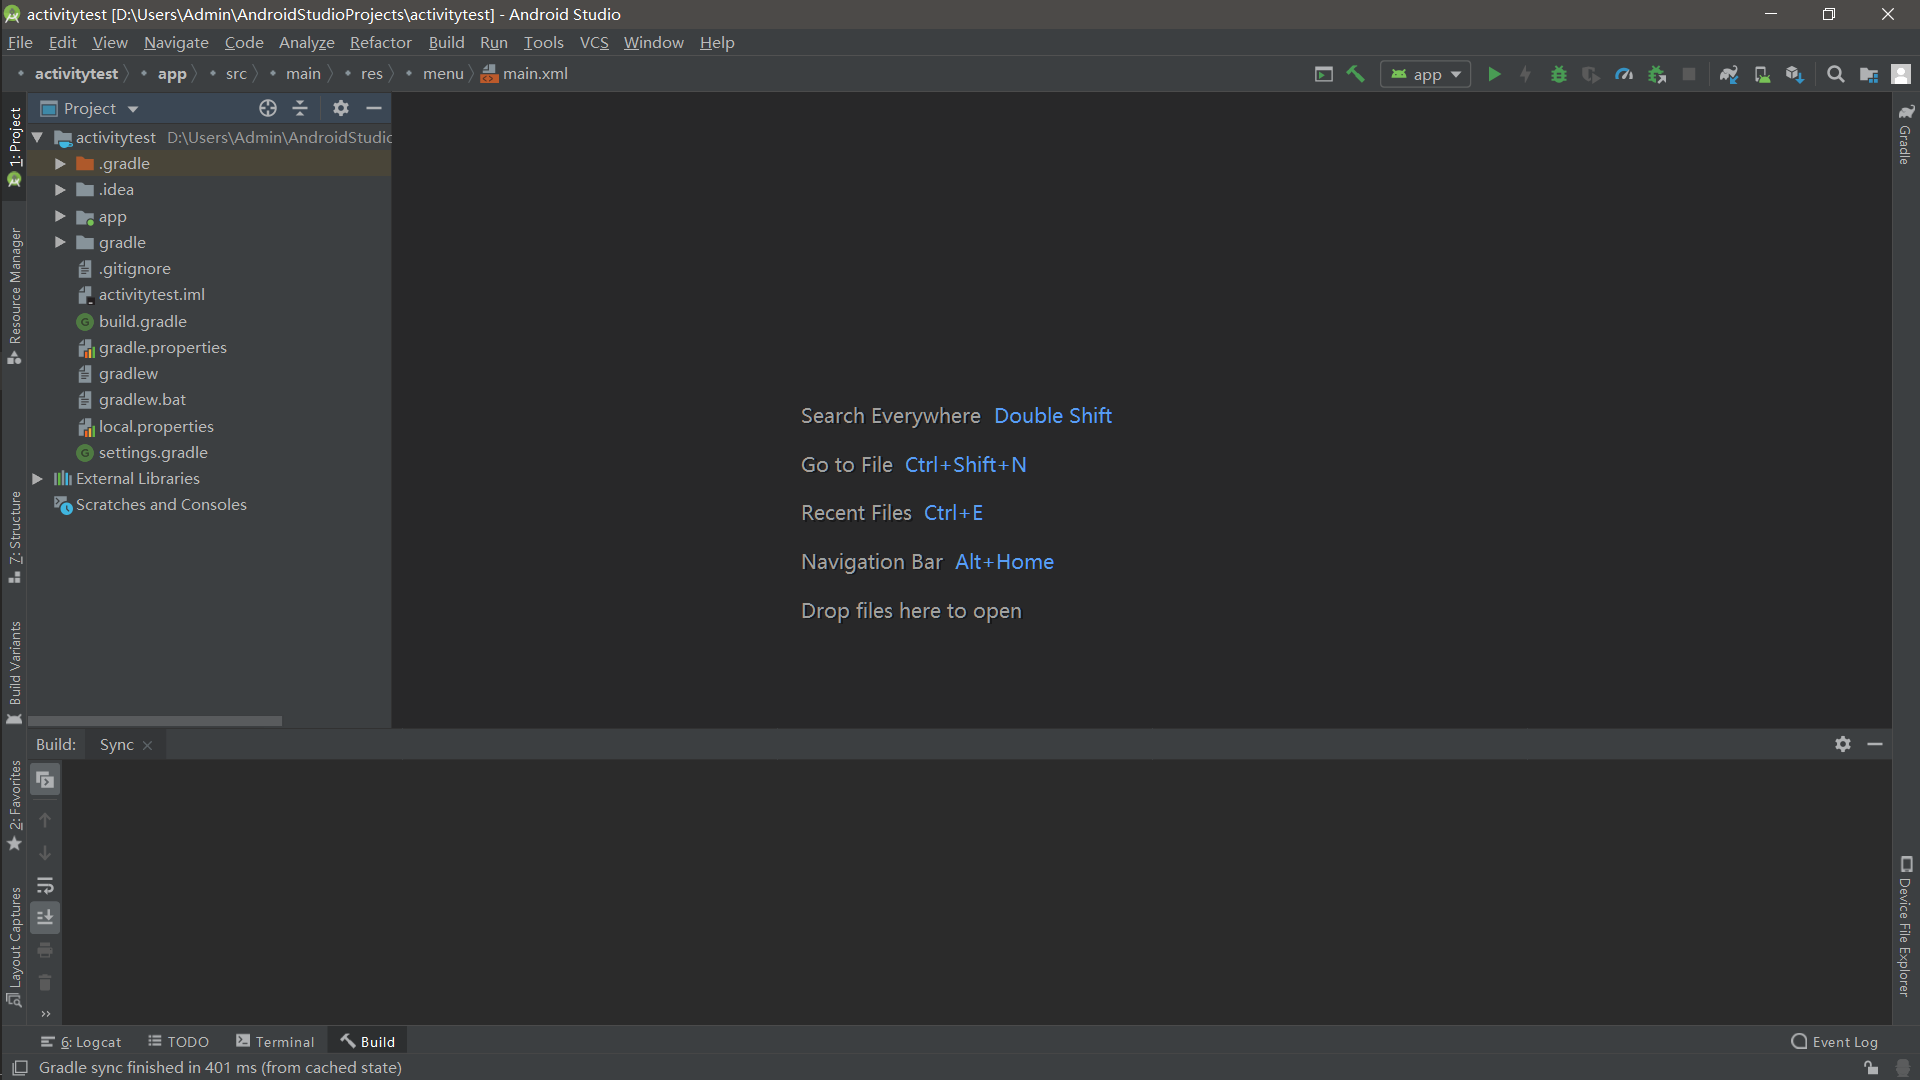 activitytest [D:\Users\Admin\AndroidStudioProjects\activitytest] - Android Studio
File Edit View Navigate Code Analyze Refactor Build Run Tools VCS Window Help
activitytest app src main res menu main.xml
app
Project
activitytest D:\Users\Admin\AndroidStudio
.gradle
.idea
app
gradle
.gitignore
activitytest.iml
build.gradle
gradle.properties
gradlew
gradlew.bat
local.properties
settings.gradle
External Libraries
Scratches and Consoles
1: Project
Resource Manager
7: Structure
Build Variants
2: Favorites
Layout Captures
Search Everywhere Double Shift
Go to File Ctrl+Shift+N
Recent Files Ctrl+E
Navigation Bar Alt+Home
Drop files here to open
Gradle
Device File Explorer
Build: Sync
6: Logcat TODO Terminal Build Event Log
Gradle sync finished in 401 ms (from cached state)